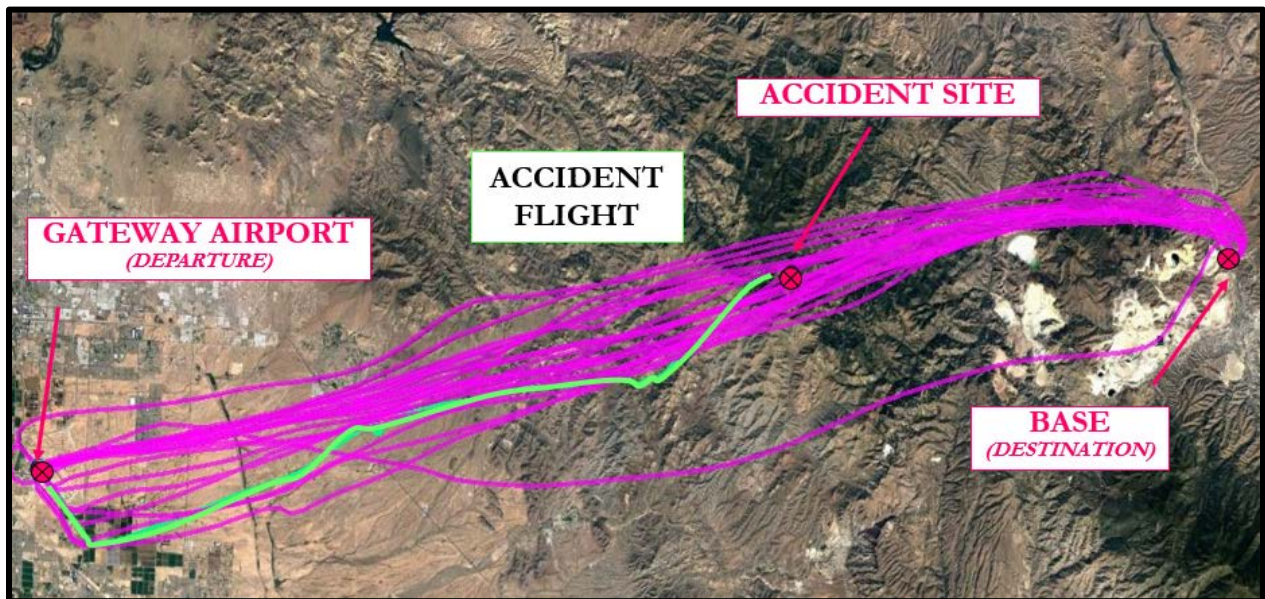 ACCIDENT SITE
ACCIDENT
FLIGHT
GATEWAY AIRPORT
(DEPARTURE)
BASE
(DESTINATION)